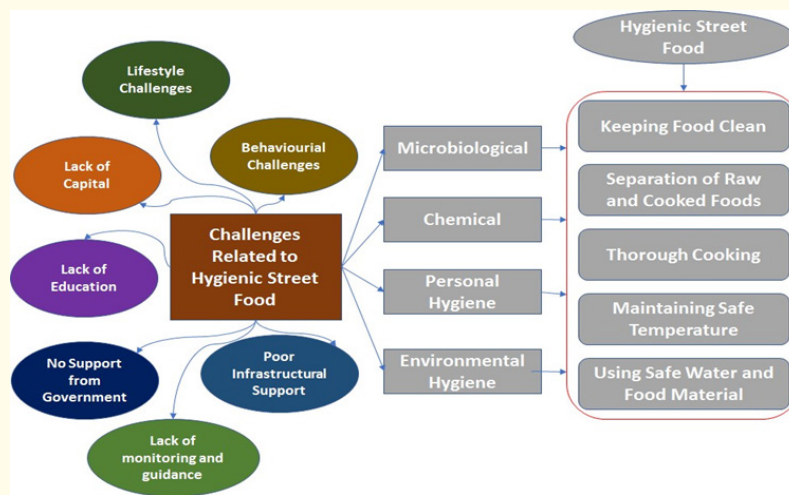 Hygienic Street
Food
Lifestyle
Challenges
Behaviourial
Challenges
Lack of
Capital
Lack of
Education
Challenges
Related to
Hygienic Street
Food
No Support
from
Government
Poor
Infrastructural
Support
Lack of
monitoring and
guidance
Microbiological
Chemical
Personal
Hygiene
Environmental
Hygiene
Keeping Food Clean
Separation of Raw
and Cooked Foods
Thorough Cooking
Maintaining Safe
Temperature
Using Safe Water and
Food Material